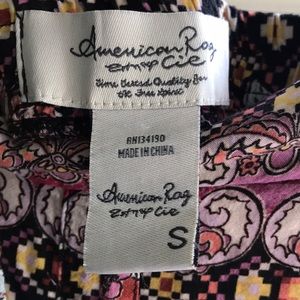 American Rag
Cie
Time Tested Quality For
the Free Spirit
RN134190
MADE IN CHINA
American Rag
Cie
S